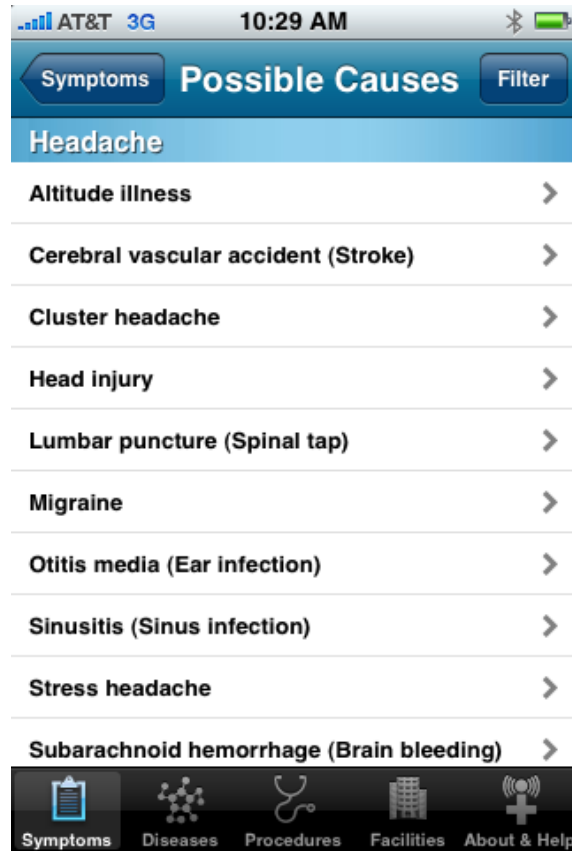 AT&T 3G 10:29 AM
Symptoms Possible Causes Filter
Headache
Altitude illness
Cerebral vascular accident (Stroke)
Cluster headache
Head injury
Lumbar puncture (Spinal tap)
Migraine
Otitis media (Ear infection)
Sinusitis (Sinus infection)
Stress headache
Subarachnoid hemorrhage (Brain bleeding)
Symptoms Diseases Procedures Facilities About & Help